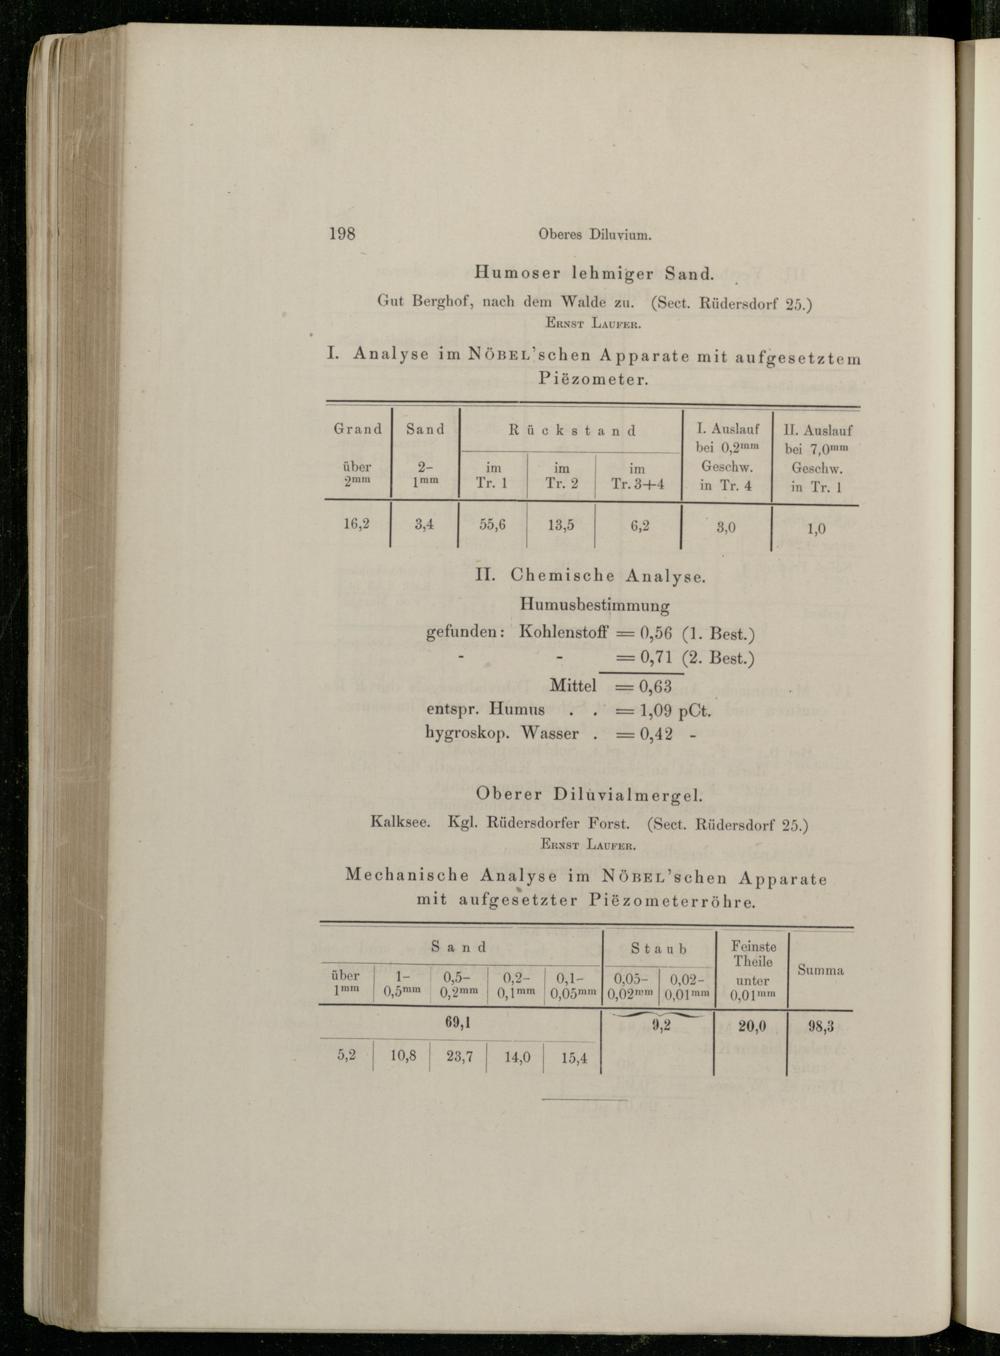 198 Oberes Diluvium.
Humoser lehmiger Sand.
Gut Berghof, nach dem Walde zu. (Sect. Rüdersdorf 25.)
ERNST LAUFER.
I. Analyse im NÖBEL'schen Apparate mit aufgesetztem
Piëzometer.
Grand Sand Rückstand I. Auslauf II. Auslauf
bei 0,2mm bei 7,0mm
über 2- im im im Geschw. Geschw.
2mm 1mm Tr. 1 Tr. 2 Tr. 3+4 in Tr. 4 in Tr. 1
16,2 3,4 55,6 13,5 6,2 3,0 1,0
II. Chemische Analyse.
Humusbestimmung
gefunden: Kohlenstoff = 0,56 (1. Best.)
- - = 0,71 (2. Best.)
Mittel = 0,63
entspr. Humus . . = 1,09 pCt.
hygroskop. Wasser . = 0,42 -
Oberer Diluvialmergel.
Kalksee. Kgl. Rüdersdorfer Forst. (Sect. Rüdersdorf 25.)
ERNST LAUFER.
Mechanische Analyse im NÖBEL'schen Apparate
mit aufgesetzter Piëzometerröhre.
Sand Staub Feinste
Theile Summa
über 1- 0,5- 0,2- 0,1- 0,05- 0,02- unter
1mm 0,5mm 0,2mm 0,1mm 0,05mm 0,02mm 0,01mm 0,01mm
69,1 9,2 20,0 98,3
5,2 10,8 23,7 14,0 15,4